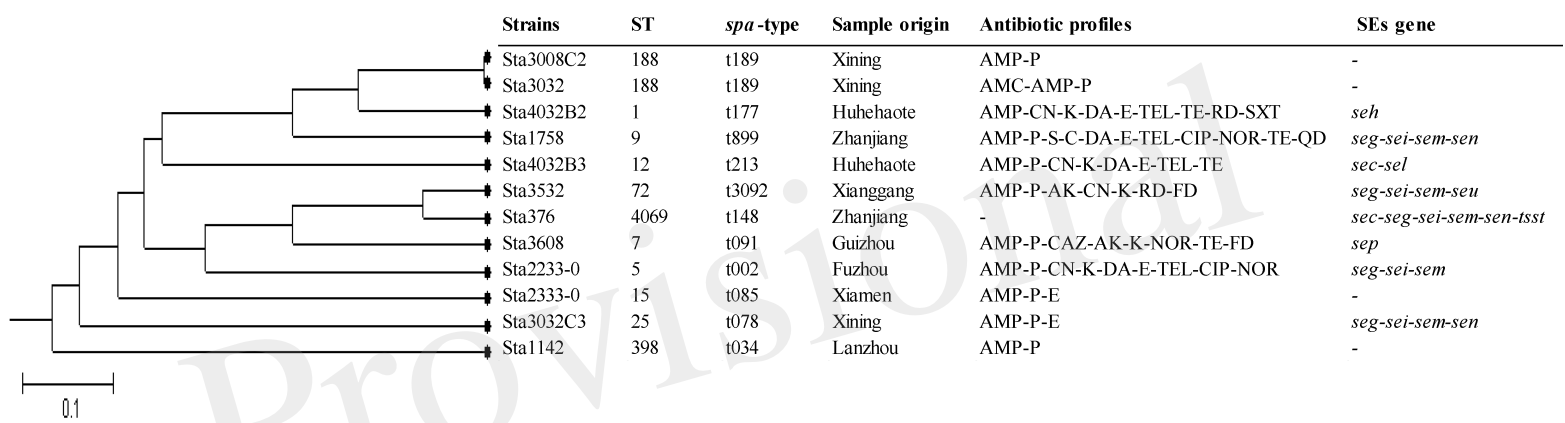 Strains ST spa-type Sample origin Antibiotic profiles SEs gene
Sta3008C2 188 t189 Xining AMP-P -
Sta3032 188 t189 Xining AMC-AMP-P -
Sta4032B2 1 t177 Huhehaote AMP-CN-K-DA-E-TEL-TE-RD-SXT seh
Sta1758 9 t899 Zhanjiang AMP-P-S-C-DA-E-TEL-CIP-NOR-TE-QD seg-sei-sem-sen
Sta4032B3 12 t213 Huhehaote AMP-P-CN-K-DA-E-TEL-TE sec-sel
Sta3532 72 t3092 Xianggang AMP-P-AK-CN-K-RD-FD seg-sei-sem-seu
Sta376 4069 t148 Zhanjiang - sec-seg-sei-sem-sen-tsst
Sta3608 7 t091 Guizhou AMP-P-CAZ-AK-K-NOR-TE-FD sep
Sta2233-0 5 t002 Fuzhou AMP-P-CN-K-DA-E-TEL-CIP-NOR seg-sei-sem
Sta2333-0 15 t085 Xiamen AMP-P-E -
Sta3032C3 25 t078 Xining AMP-P-E seg-sei-sem-sen
Sta1142 398 t034 Lanzhou AMP-P -
0.1
Provisional